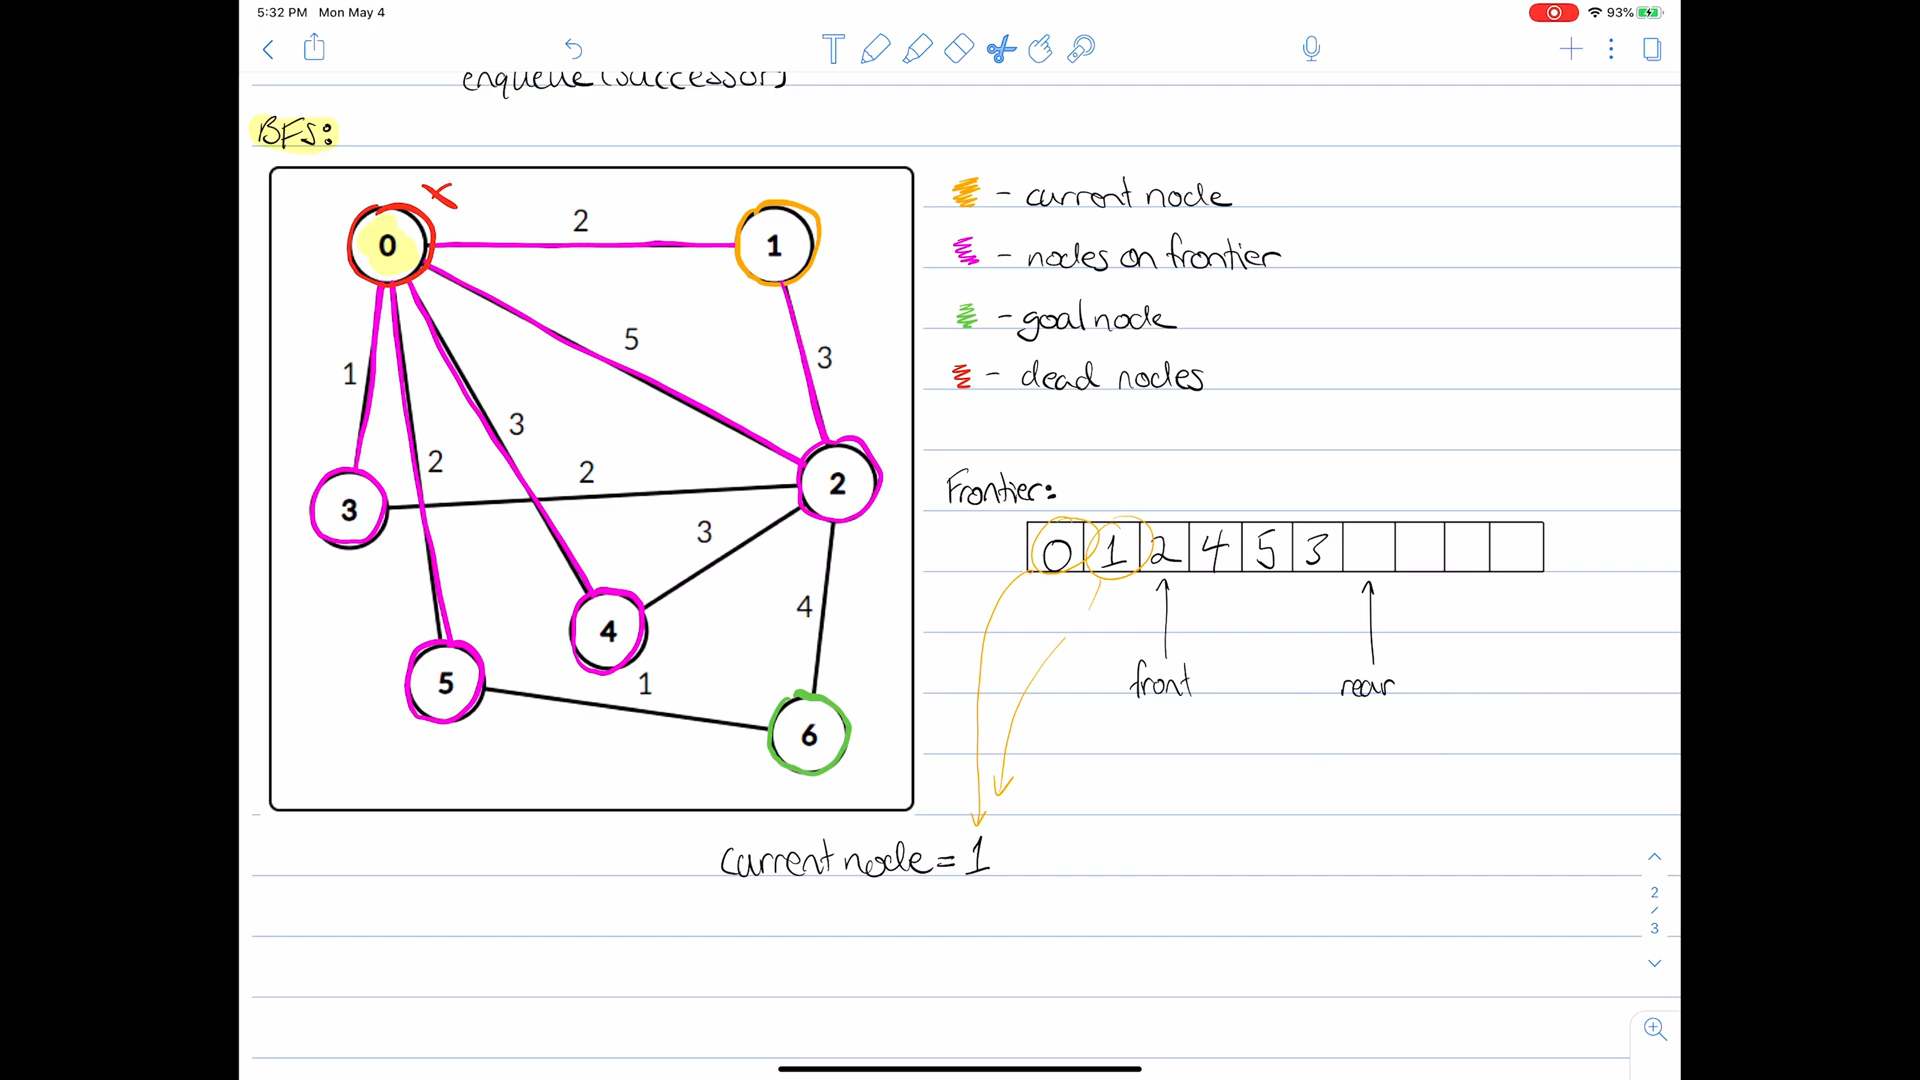 5:32 PM Mon May 4
93%
enqueue(successor)
BFS:
0
2
1
5
3
1
3
2
2
3
2
3
4
4
5
1
6
- current node
- nodes on frontier
- goal node
- dead nodes
Frontier:
0 1 2 4 5 3
front
rear
current node = 1
2
/
3